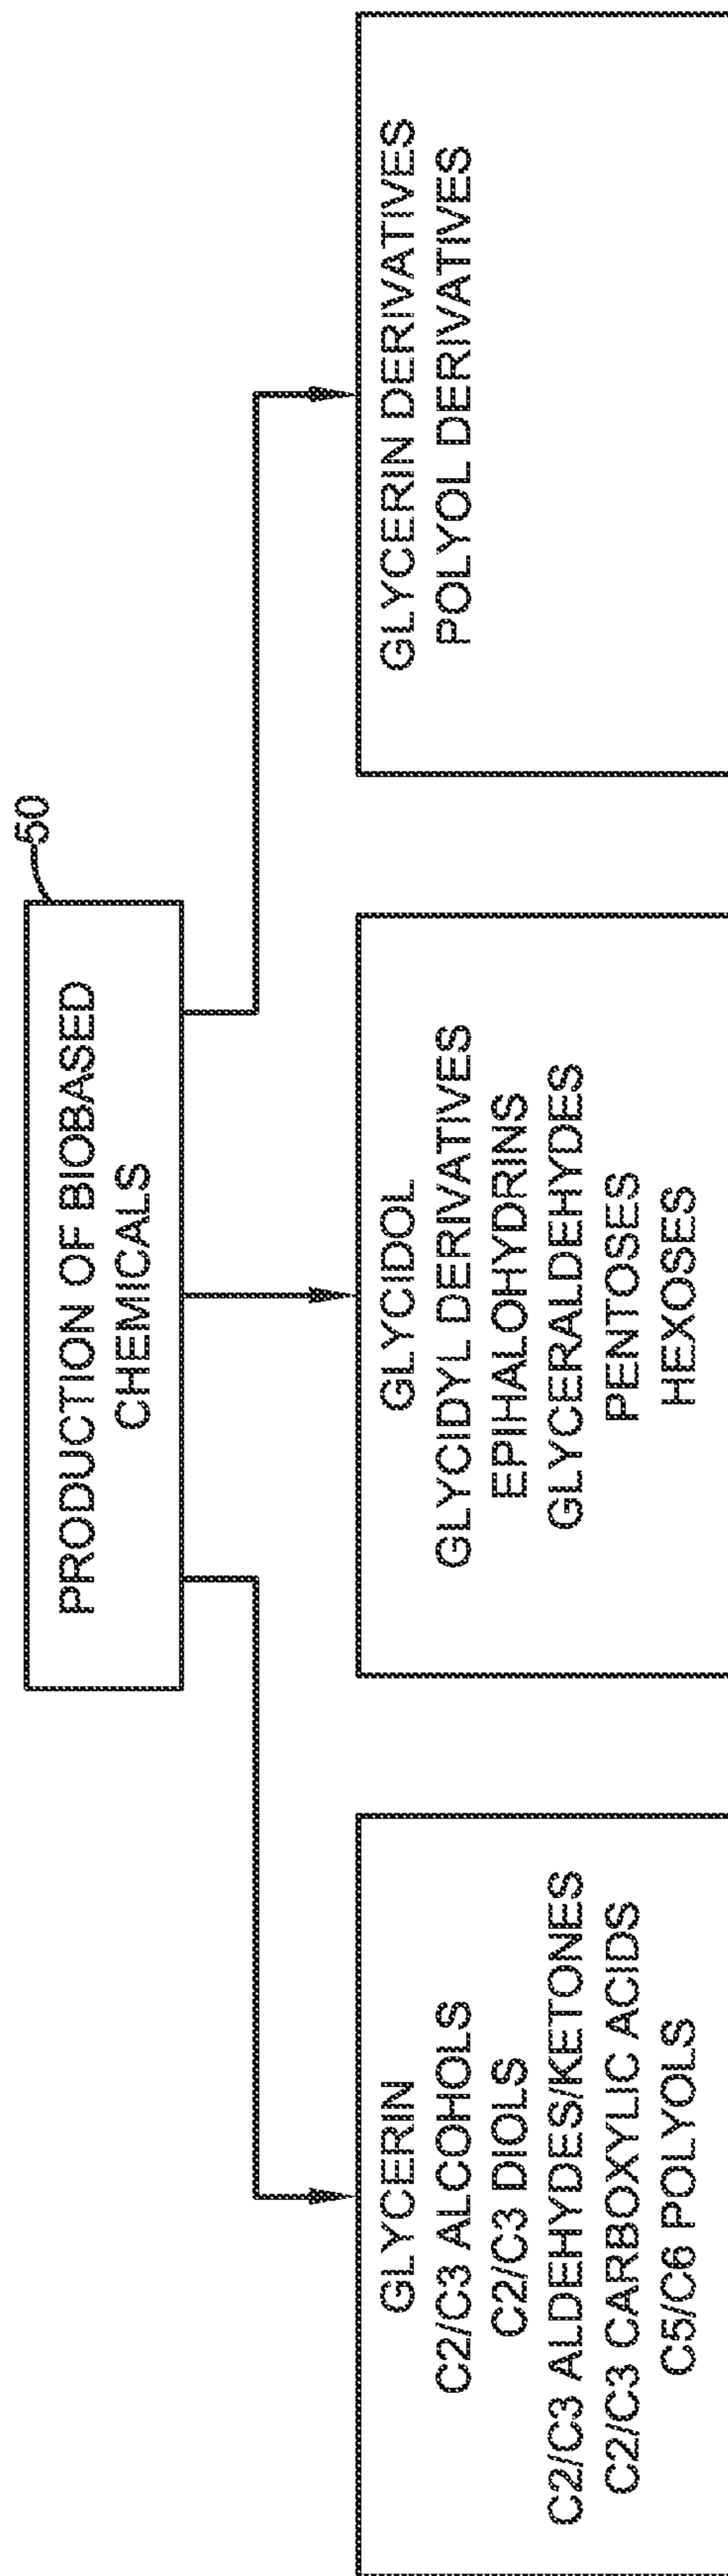 50
PRODUCTION OF BIOBASED
CHEMICALS
GLYCERIN
C2/C3 ALCOHOLS
C2/C3 DIOLS
C2/C3 ALDEHYDES/KETONES
C2/C3 CARBOXYLIC ACIDS
C5/C6 POLYOLS
GLYCIDOL
GLYCIDYL DERIVATIVES
EPIHALOHYDRINS
GLYCERALDEHYDES
PENTOSES
HEXOSES
GLYCERIN DERIVATIVES
POLYOL DERIVATIVES